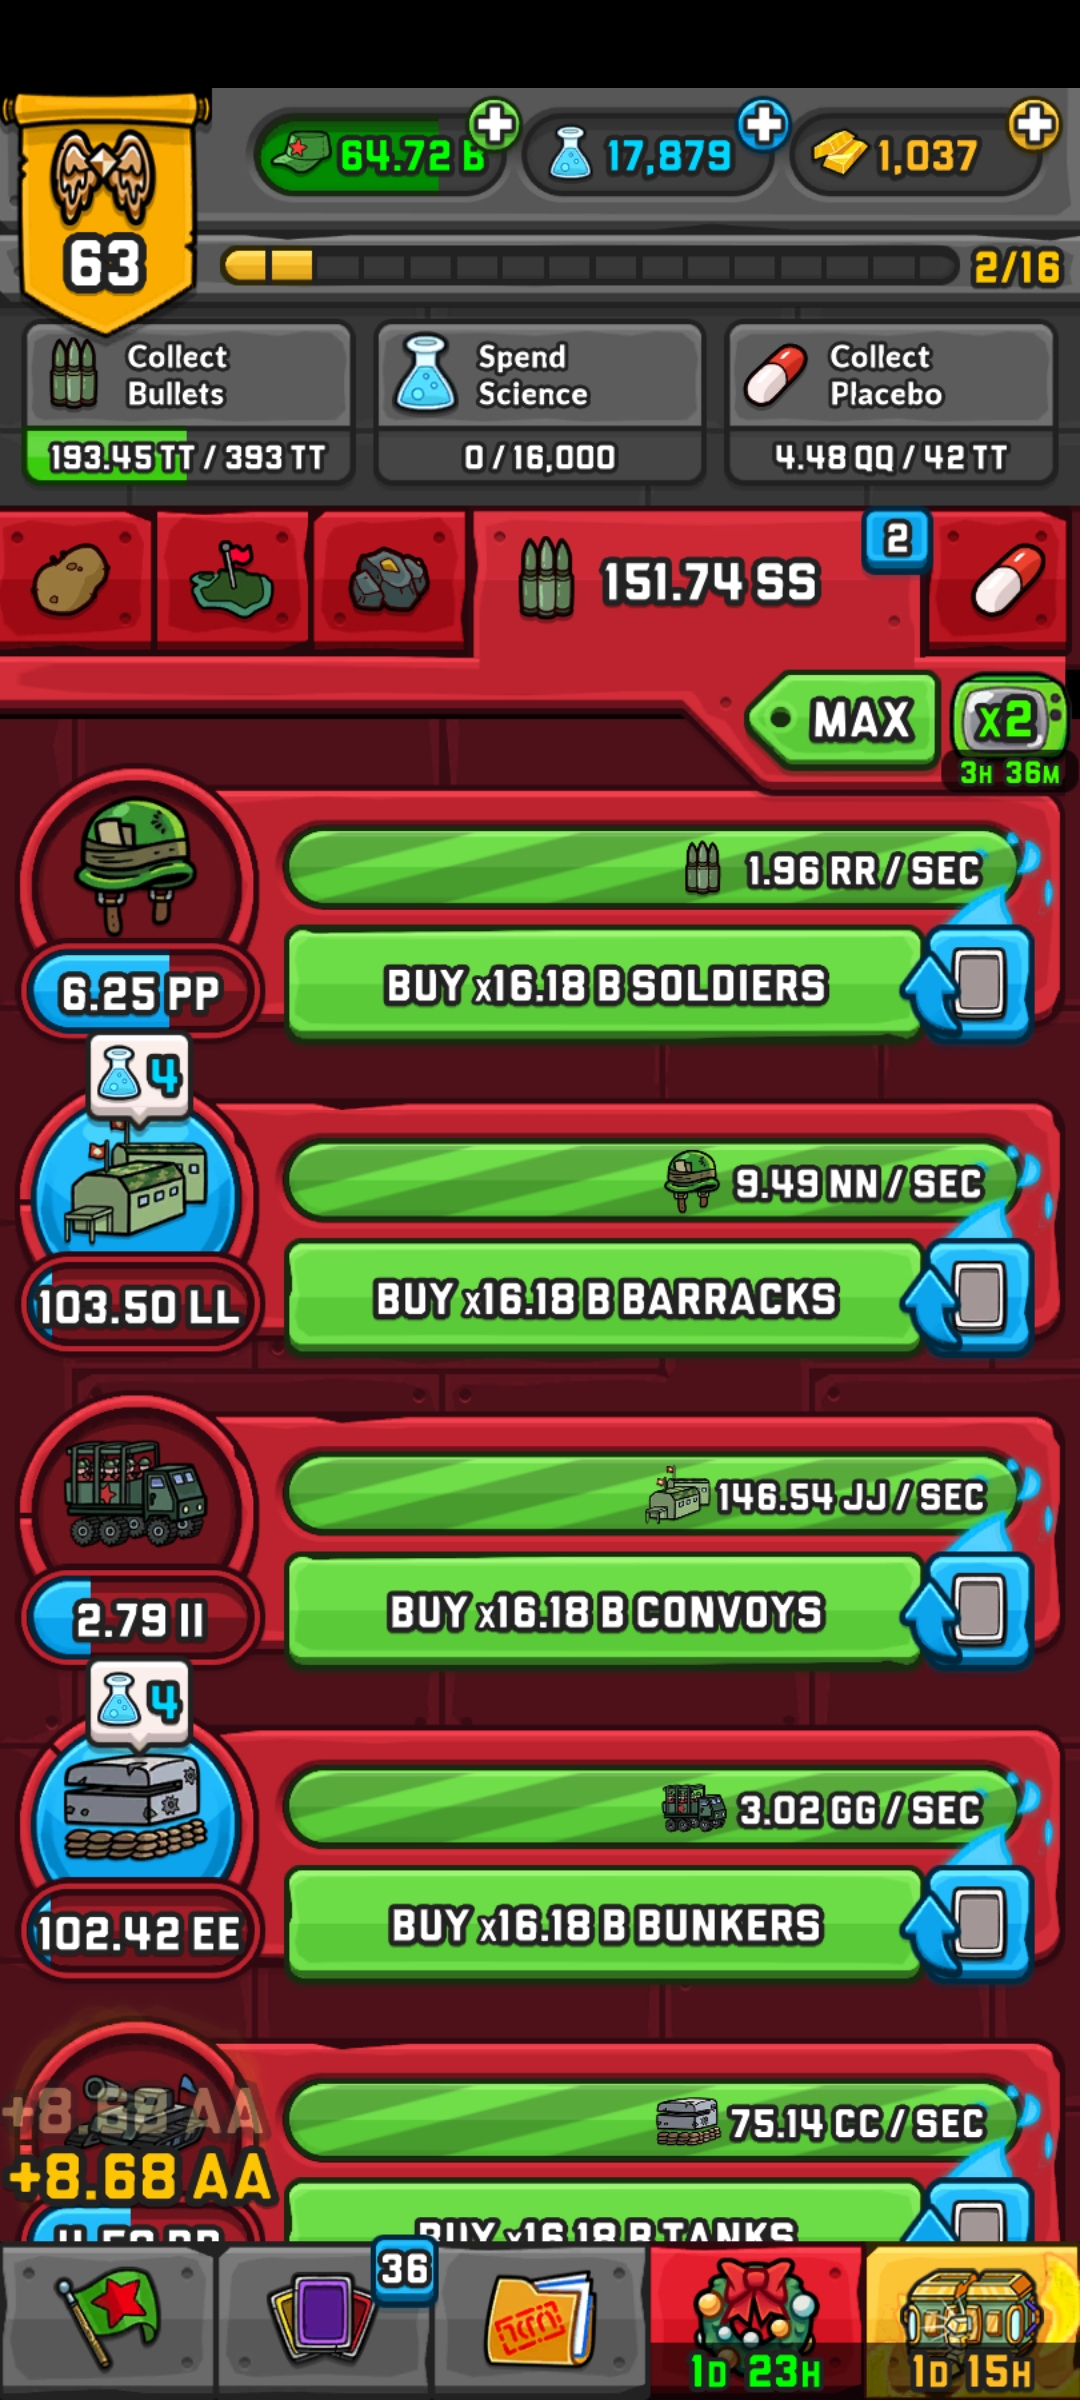 64.72 B
17,879
1,037
63
2/16
Collect
Bullets
193.45 TT / 393 TT
Spend
Science
0 / 16,000
Collect
Placebo
4.48 QQ / 42 TT
151.74 SS
2
MAX
x2
3H 36M
1.96 RR / SEC
6.25 PP
BUY x16.18 B SOLDIERS
4
9.49 NN / SEC
103.50 LL
BUY x16.18 B BARRACKS
146.54 JJ / SEC
2.79 II
BUY x16.18 B CONVOYS
4
3.02 GG / SEC
102.42 EE
BUY x16.18 B BUNKERS
+8.68 AA
+8.68 AA
75.14 CC / SEC
BUY x16.18 B TANKS
36
1D 23H
1D 15H